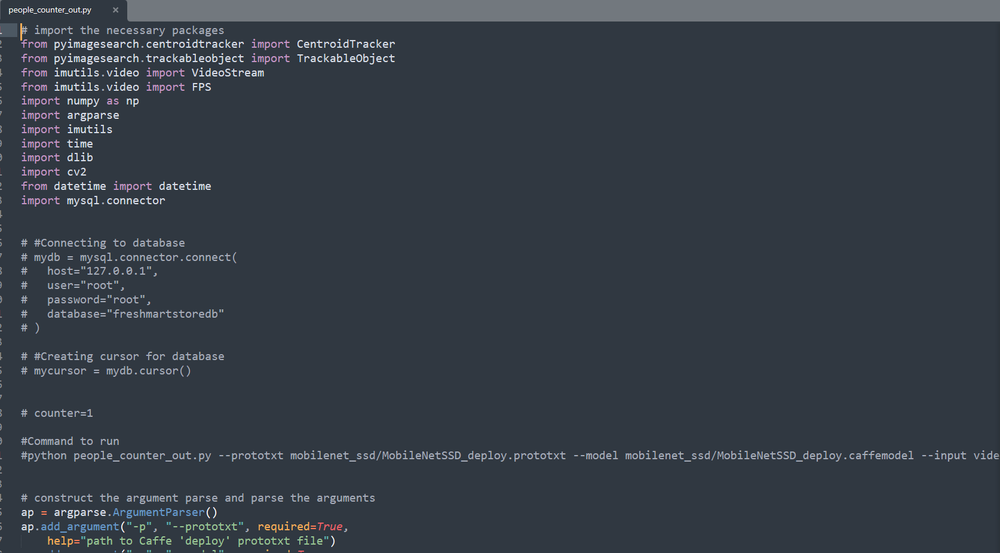 people_counter_out.py ×
# import the necessary packages
from pyimagesearch.centroidtracker import CentroidTracker
from pyimagesearch.trackableobject import TrackableObject
from imutils.video import VideoStream
from imutils.video import FPS
import numpy as np
import argparse
import imutils
import time
import dlib
import cv2
from datetime import datetime
import mysql.connector
# #Connecting to database
# mydb = mysql.connector.connect(
#   host="127.0.0.1",
#   user="root",
#   password="root",
#   database="freshmartstoredb"
# )
# #Creating cursor for database
# mycursor = mydb.cursor()
# counter=1
#Command to run
#python people_counter_out.py --prototxt mobilenet_ssd/MobileNetSSD_deploy.prototxt --model mobilenet_ssd/MobileNetSSD_deploy.caffemodel --input vide
# construct the argument parse and parse the arguments
ap = argparse.ArgumentParser()
ap.add_argument("-p", "--prototxt", required=True,
    help="path to Caffe 'deploy' prototxt file")